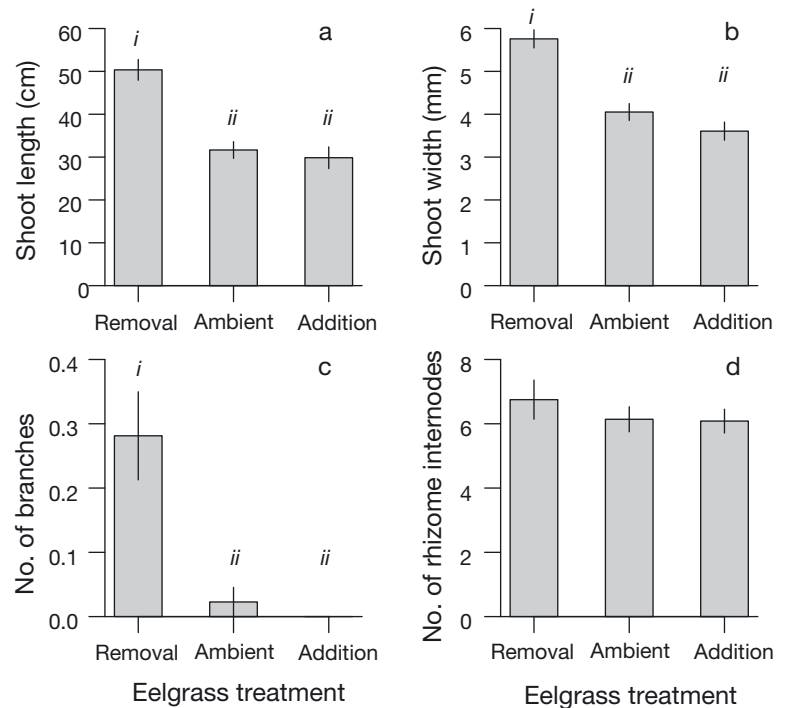 a
Shoot length (cm)
60
50
40
30
20
10
0
i
ii
ii
Removal Ambient Addition
b
Shoot width (mm)
6
5
4
3
2
1
0
i
ii
ii
Removal Ambient Addition
c
No. of branches
0.4
0.3
0.2
0.1
0.0
i
ii
ii
Removal Ambient Addition
Eelgrass treatment
d
No. of rhizome internodes
8
6
4
2
0
Removal Ambient Addition
Eelgrass treatment